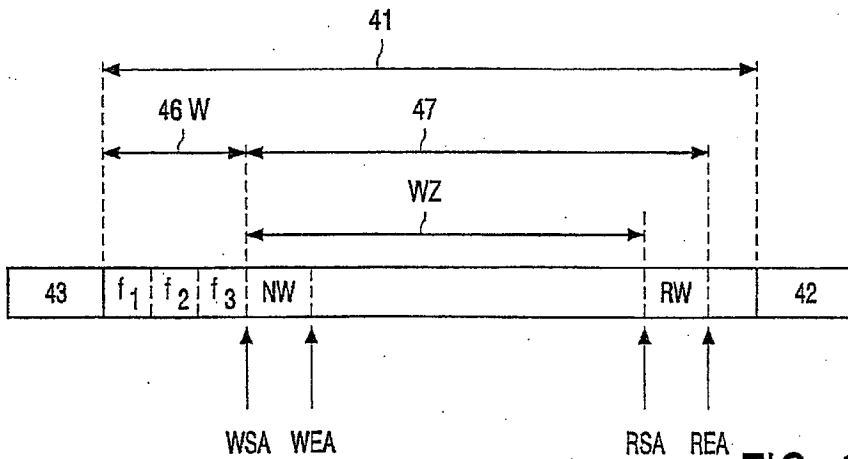 41
46 W 47
WZ
43 f1 f2 f3 NW RW 42
WSA WEA RSA REA